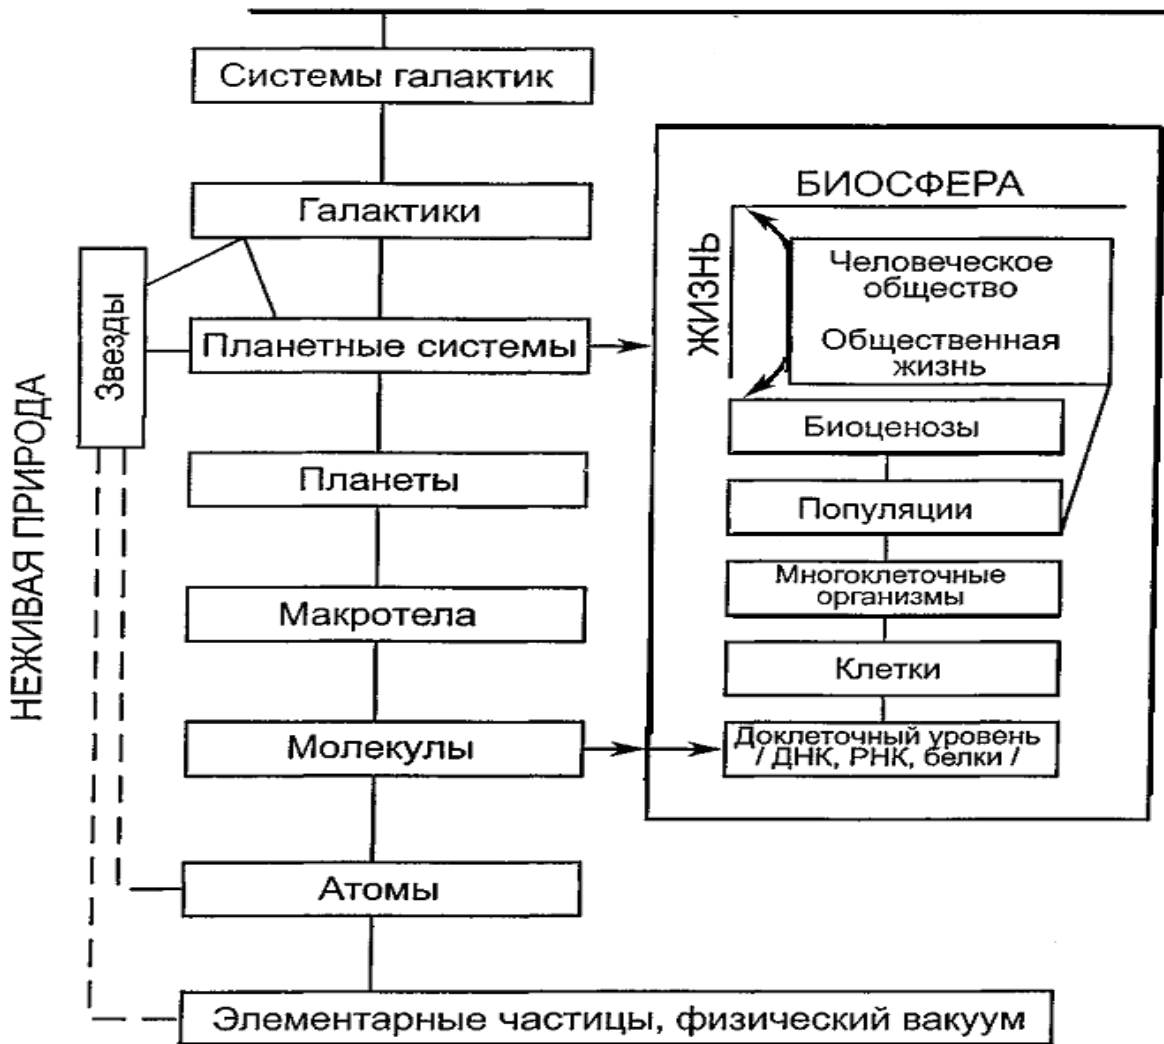 Системы галактик
Галактики
Звезды
Планетные системы
Планеты
Макротела
Молекулы
Атомы
Элементарные частицы, физический вакуум
НЕЖИВАЯ ПРИРОДА
БИОСФЕРА
ЖИЗНЬ
Человеческое
общество
Общественная
жизнь
Биоценозы
Популяции
Многоклеточные
организмы
Клетки
Доклеточный уровень
/ ДНК, РНК, белки /